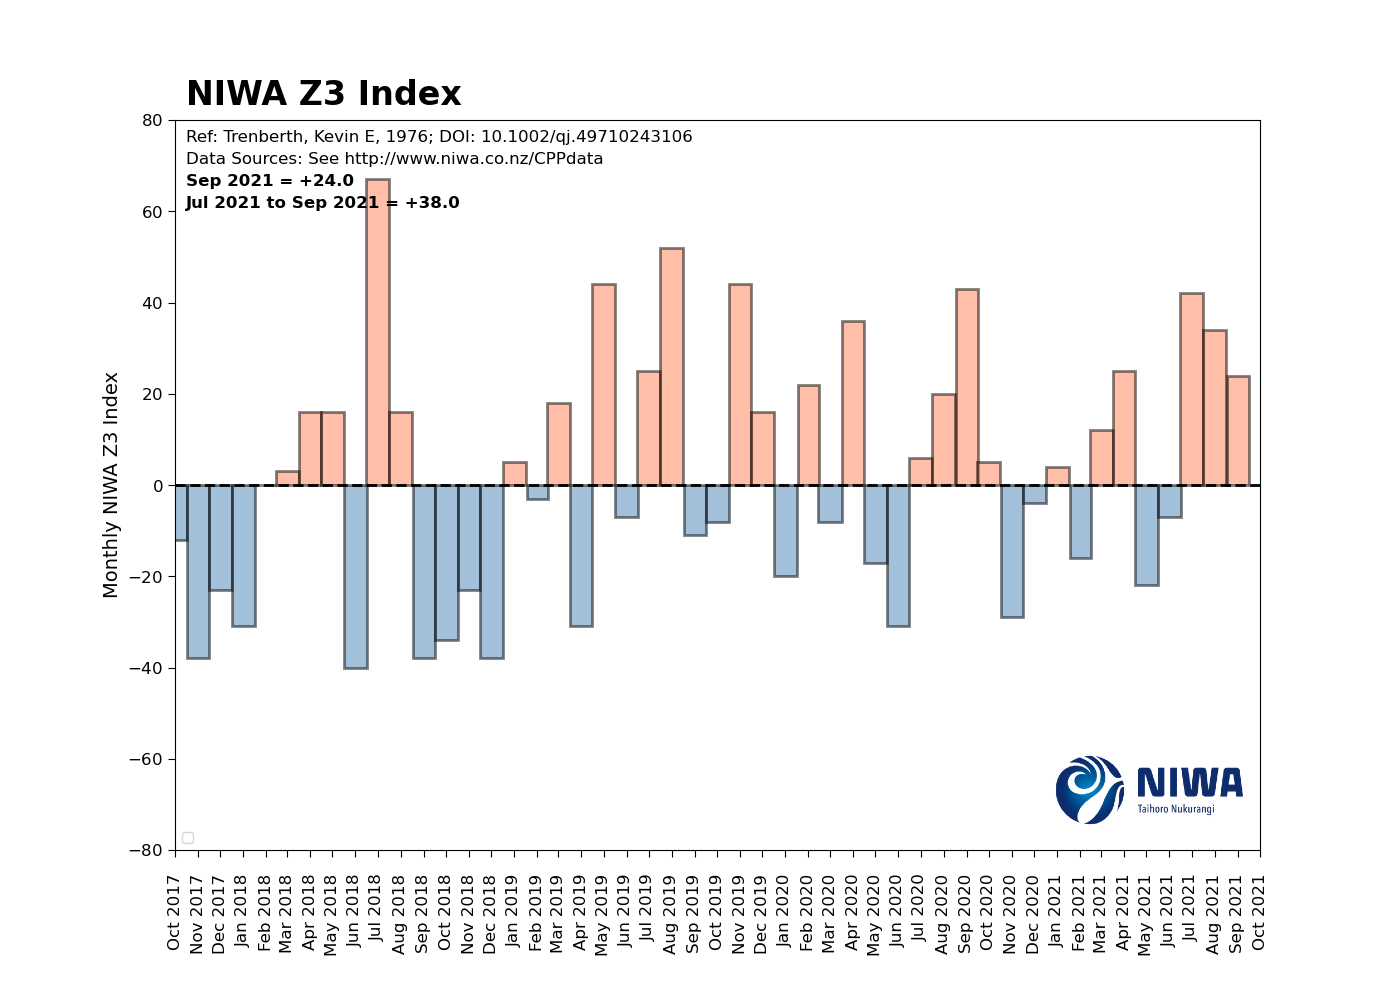 NIWA Z3 Index
Ref: Trenberth, Kevin E, 1976; DOI: 10.1002/qj.49710243106
Data Sources: See http://www.niwa.co.nz/CPPdata
Sep 2021 = +24.0
Jul 2021 to Sep 2021 = +38.0
Monthly NIWA Z3 Index
80
60
40
20
0
−20
−40
−60
−80
NIWA
Taihoro Nukurangi
Oct 2017
Nov 2017
Dec 2017
Jan 2018
Feb 2018
Mar 2018
Apr 2018
May 2018
Jun 2018
Jul 2018
Aug 2018
Sep 2018
Oct 2018
Nov 2018
Dec 2018
Jan 2019
Feb 2019
Mar 2019
Apr 2019
May 2019
Jun 2019
Jul 2019
Aug 2019
Sep 2019
Oct 2019
Nov 2019
Dec 2019
Jan 2020
Feb 2020
Mar 2020
Apr 2020
May 2020
Jun 2020
Jul 2020
Aug 2020
Sep 2020
Oct 2020
Nov 2020
Dec 2020
Jan 2021
Feb 2021
Mar 2021
Apr 2021
May 2021
Jun 2021
Jul 2021
Aug 2021
Sep 2021
Oct 2021